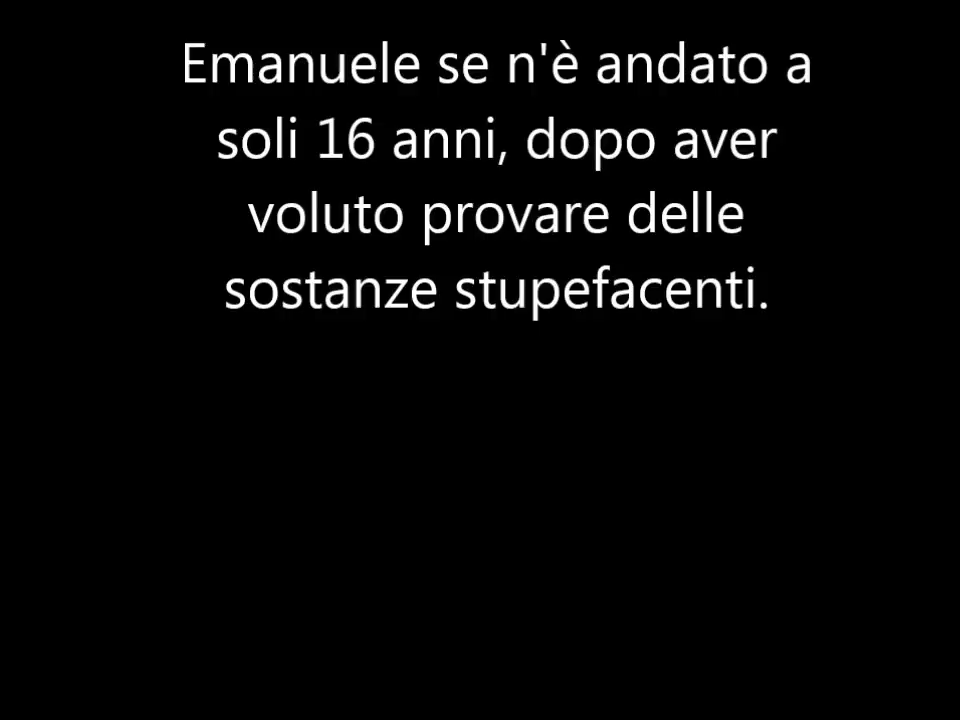 Emanuele se n'è andato a
soli 16 anni, dopo aver
voluto provare delle
sostanze stupefacenti.